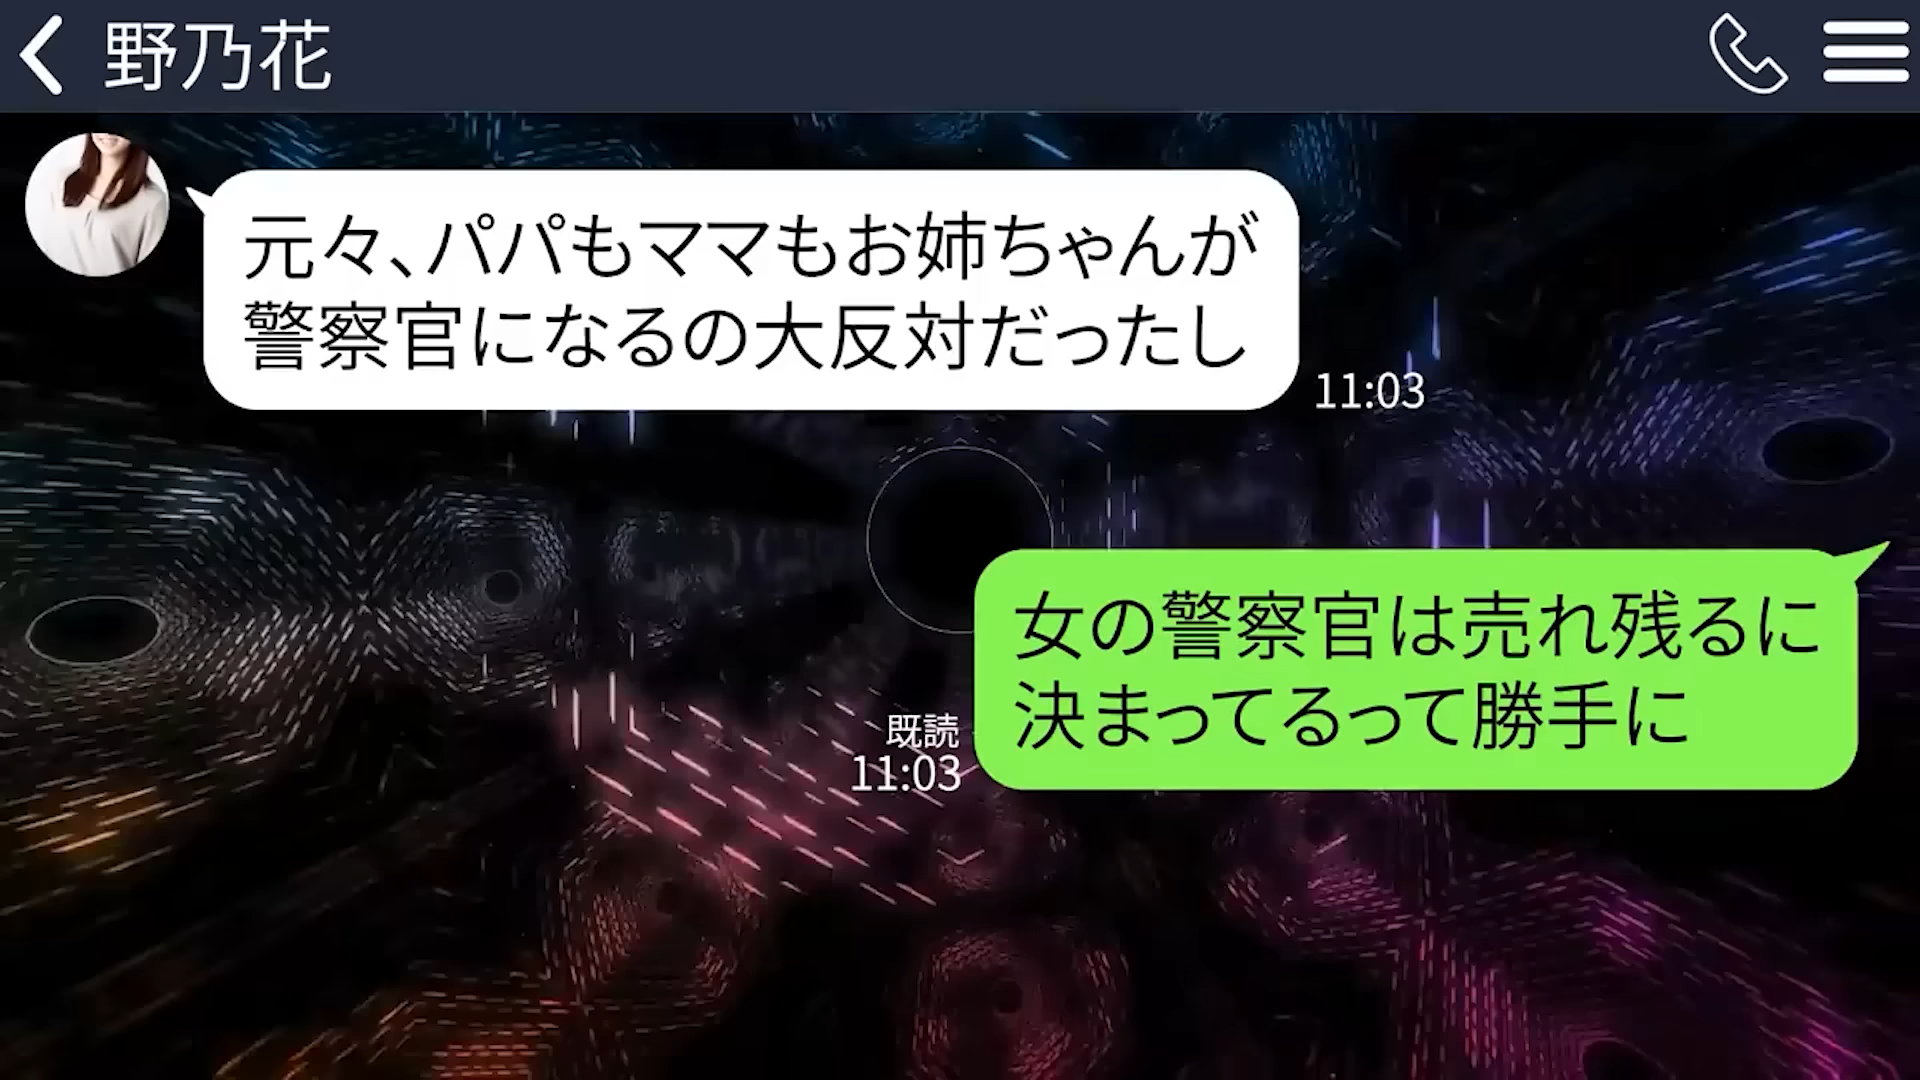 野乃花
元々、パパもママもお姉ちゃんが
警察官になるの大反対だったし
11:03
女の警察官は売れ残るに
決まってるって勝手に
既読
11:03